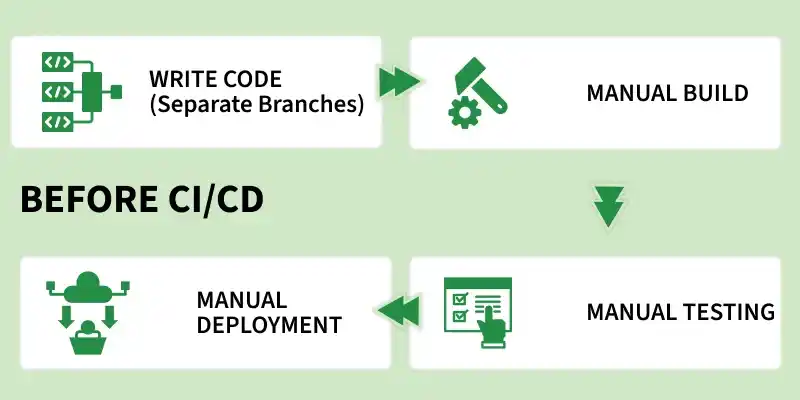 WRITE CODE
(Separate Branches)
MANUAL BUILD
BEFORE CI/CD
MANUAL
DEPLOYMENT
MANUAL TESTING